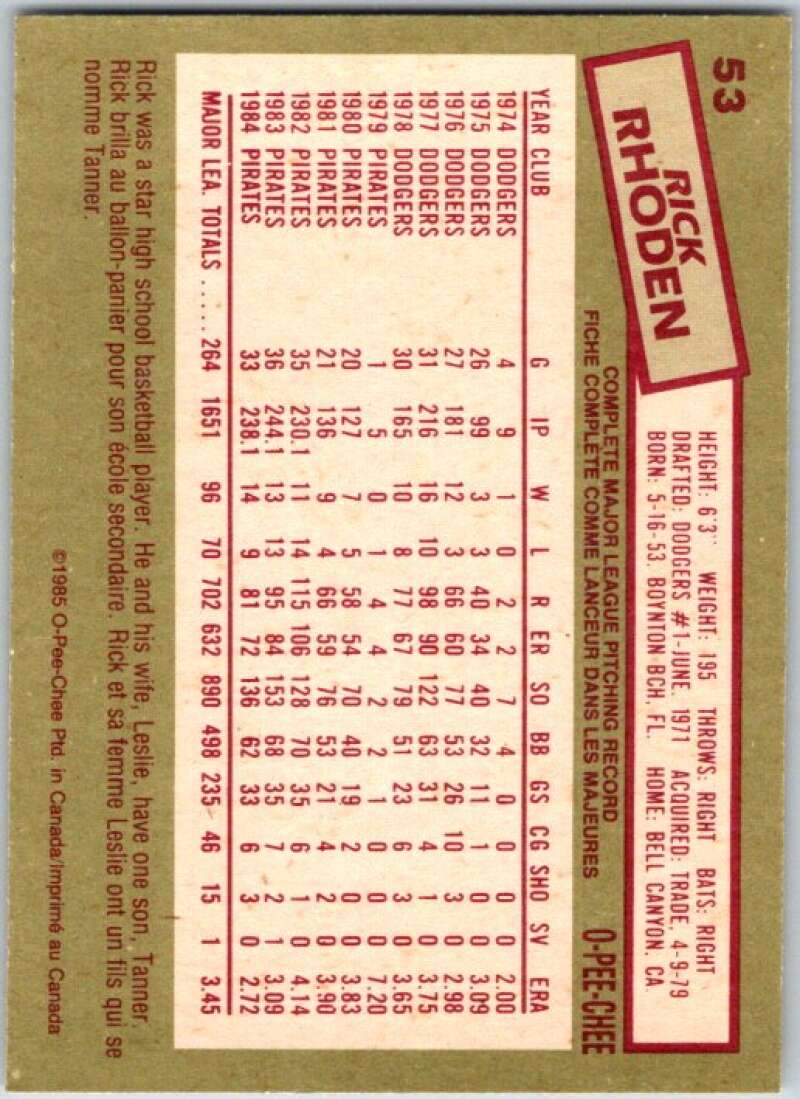 53
RICK
RHODEN
HEIGHT: 6'3" WEIGHT: 195 THROWS: RIGHT BATS: RIGHT
DRAFTED: DODGERS #1-JUNE, 1971 ACQUIRED: TRADE, 4-9-79
BORN: 5-16-53, BOYNTON BCH, FL. HOME: BELL CANYON, CA
COMPLETE MAJOR LEAGUE PITCHING RECORD
FICHE COMPLÈTE COMME LANCEUR DANS LES MAJEURES
O-PEE-CHEE
YEAR CLUB G IP W L R ER SO BB GS CG SHO SV ERA
1974 DODGERS 4 9 1 0 2 2 7 4 0 0 0 0 2.00
1975 DODGERS 26 99 3 3 40 34 40 32 11 1 0 0 3.09
1976 DODGERS 27 181 12 3 66 60 77 53 26 10 3 0 2.98
1977 DODGERS 31 216 16 10 98 90 122 63 31 4 1 0 3.75
1978 DODGERS 30 165 10 8 77 67 79 51 23 6 3 0 3.65
1979 PIRATES 1 5 0 1 4 4 2 2 1 0 0 0 7.20
1980 PIRATES 20 127 7 5 58 54 70 40 19 2 0 0 3.83
1981 PIRATES 21 136 9 4 66 59 76 53 21 4 2 0 3.90
1982 PIRATES 35 230.1 11 14 115 106 128 70 35 6 1 0 4.14
1983 PIRATES 36 244.1 13 13 95 84 153 68 35 7 2 1 3.09
1984 PIRATES 33 238.1 14 9 81 72 136 62 33 6 3 0 2.72
MAJOR LEA. TOTALS ..... 264 1651 96 70 702 632 890 498 235 46 15 1 3.45
Rick was a star high school basketball player. He and his wife, Leslie, have one son, Tanner.
Rick brilla au ballon-panier pour son école secondaire. Rick et sa femme Leslie ont un fils qui se
nomme Tanner.
©1985 O-Pee-Chee Ptd. in Canada/Imprimé au Canada